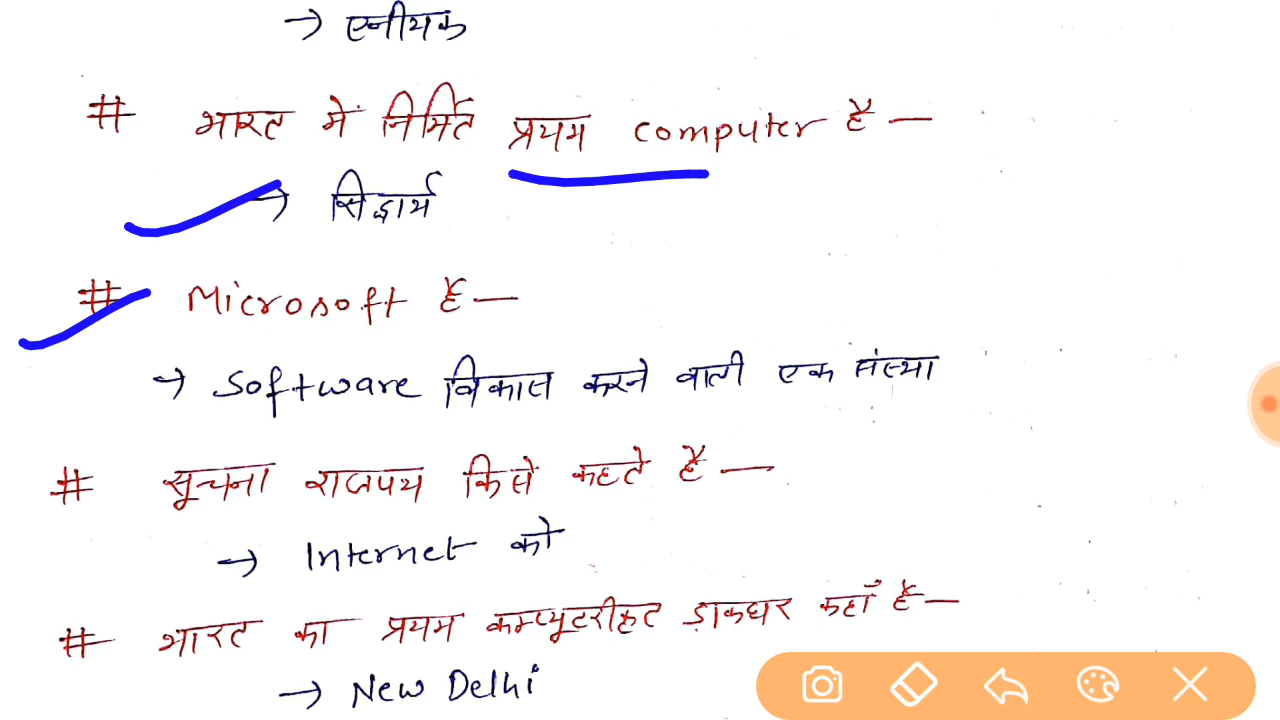 → एनीयक
# भारत में निर्मित प्रथम computer है —
→ सिद्धार्थ
# Microsoft है —
→ Software विकास करने वाली एक संस्था
# सूचना राजपथ किसे कहते है —
→ Internet को
# भारत का प्रथम कम्प्यूटरीकृत डाकघर कहाँ है —
→ New Delhi